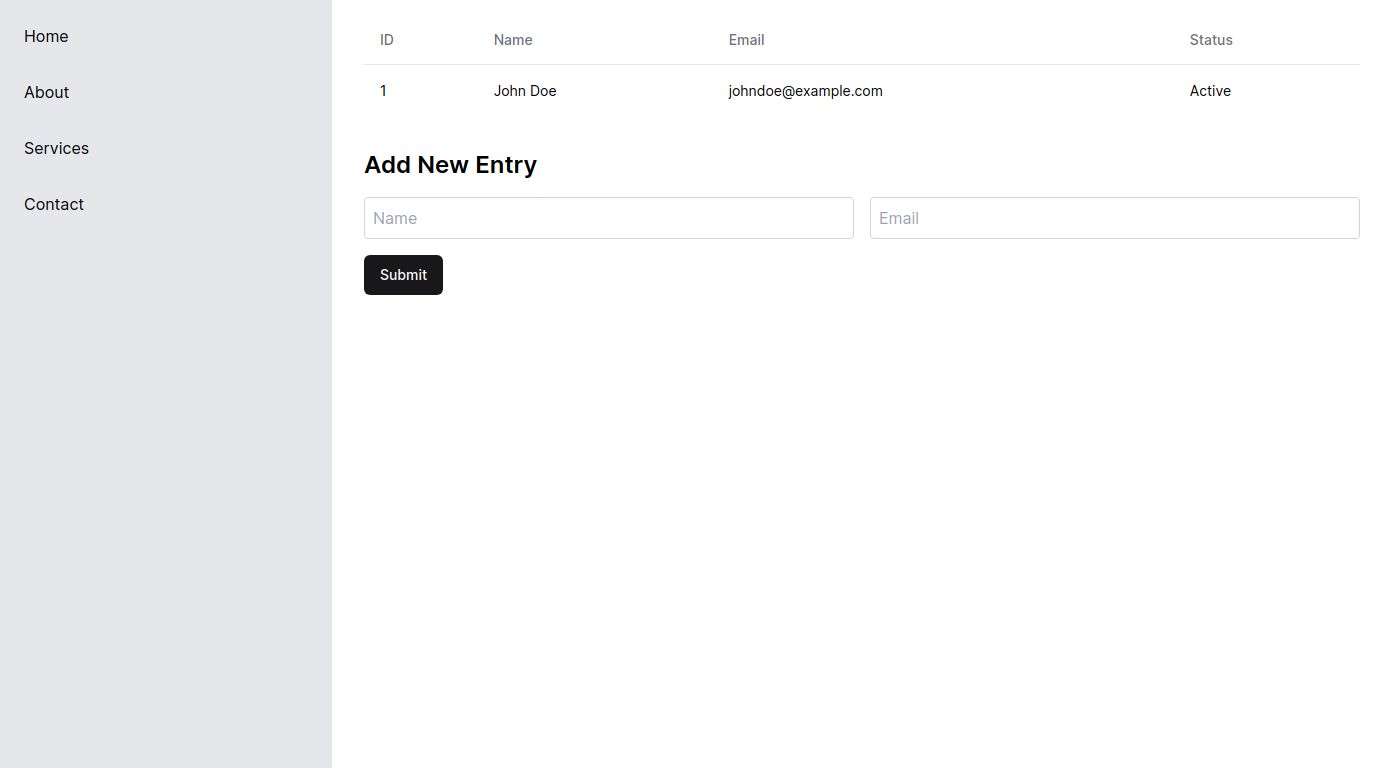 Home
About
Services
Contact
ID Name Email Status
1 John Doe johndoe@example.com Active
Add New Entry
Name Email
Submit